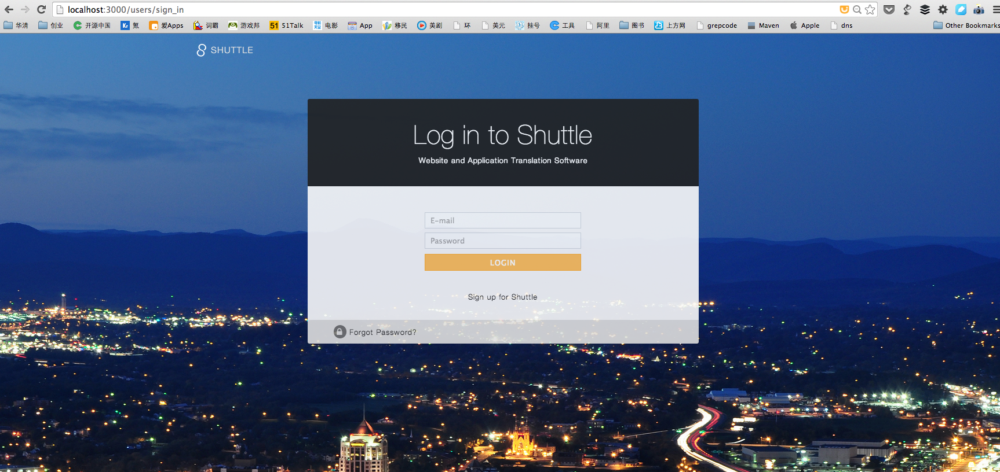 localhost:3000/users/sign_in
华清 创业 开源中国 Kr 氪 爱Apps 词霸 游戏邦 51 51Talk 电影 App 移民 美剧 环 美元 挂号 工具 阿里 图书 上方网 grepcode Maven Apple dns Other Bookmarks
SHUTTLE
Log in to Shuttle
Website and Application Translation Software
E-mail
Password
LOGIN
Sign up for Shuttle
Forgot Password?